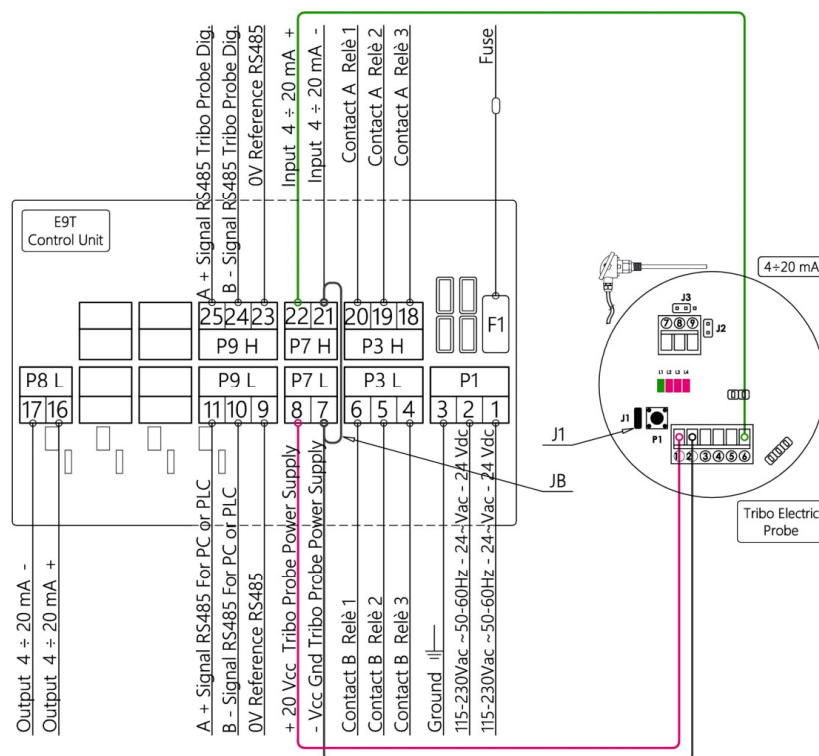 A + Signal RS485 Tribo Probe Dig.
B - Signal RS485 Tribo Probe Dig.
0V Reference RS485
Input 4 ÷ 20 mA +
Input 4 ÷ 20 mA -
Contact A Relè 1
Contact A Relè 2
Contact A Relè 3
Fuse
E9T
Control Unit
25 24 23
22 21
20 19 18
F1
P9 H
P7 H
P3 H
P8 L
P9 L
P7 L
P3 L
P1
17 16
11 10 9
8 7
6 5 4
3 2 1
JB
Output 4 ÷ 20 mA -
Output 4 ÷ 20 mA +
A + Signal RS485 For PC or PLC
B - Signal RS485 For PC or PLC
0V Reference RS485
+ 20 Vcc Tribo Probe Power Supply
- Vcc Gnd Tribo Probe Power Supply
Contact B Relè 1
Contact B Relè 2
Contact B Relè 3
Ground
115-230Vac ~50-60Hz - 24~Vac - 24 Vdc
115-230Vac ~50-60Hz - 24~Vac - 24 Vdc
4÷20 mA
J3
7 8 9
J2
L1 L2 L3 L4
J1
P1
J1
1 2 3 4 5 6
Tribo Electric
Probe